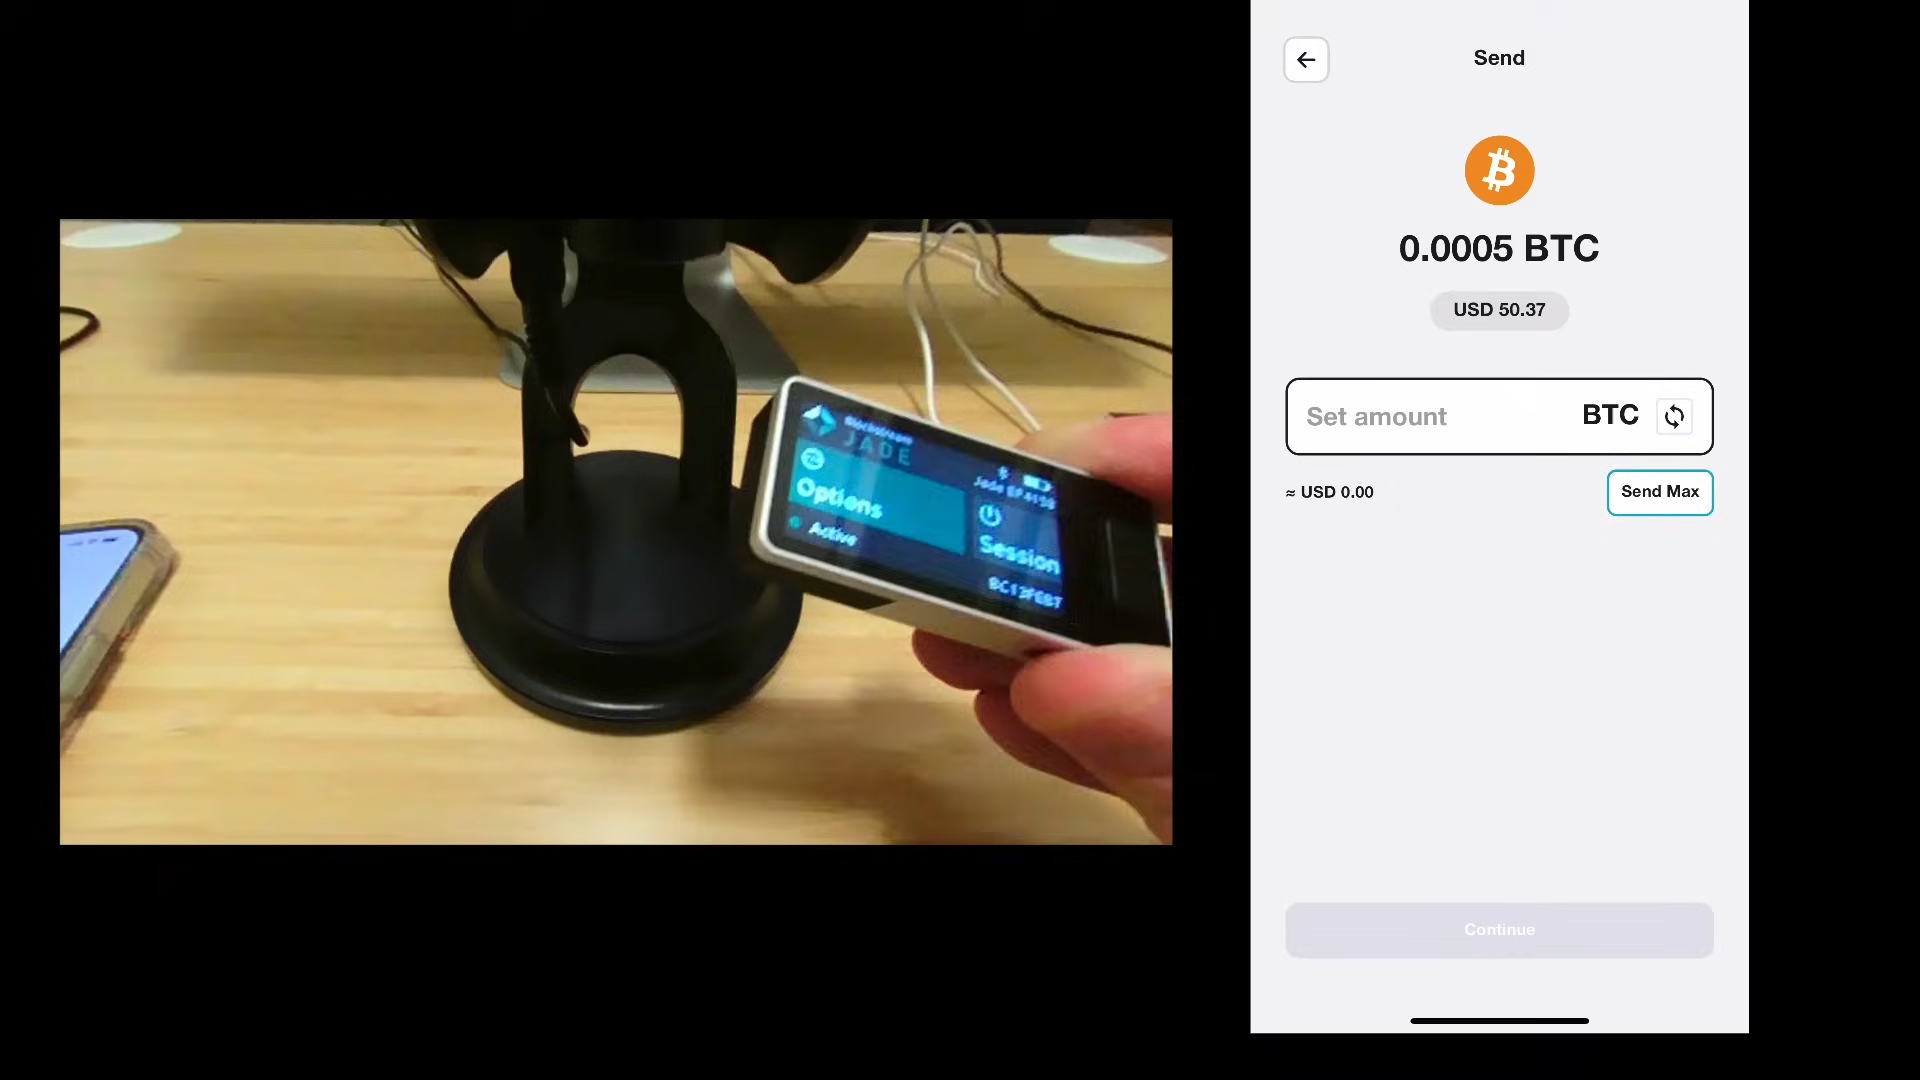 Blockstream
JADE
Options
Active
Session
Send
0.0005 BTC
USD 50.37
Set amount
BTC
≈ USD 0.00
Send Max
Continue